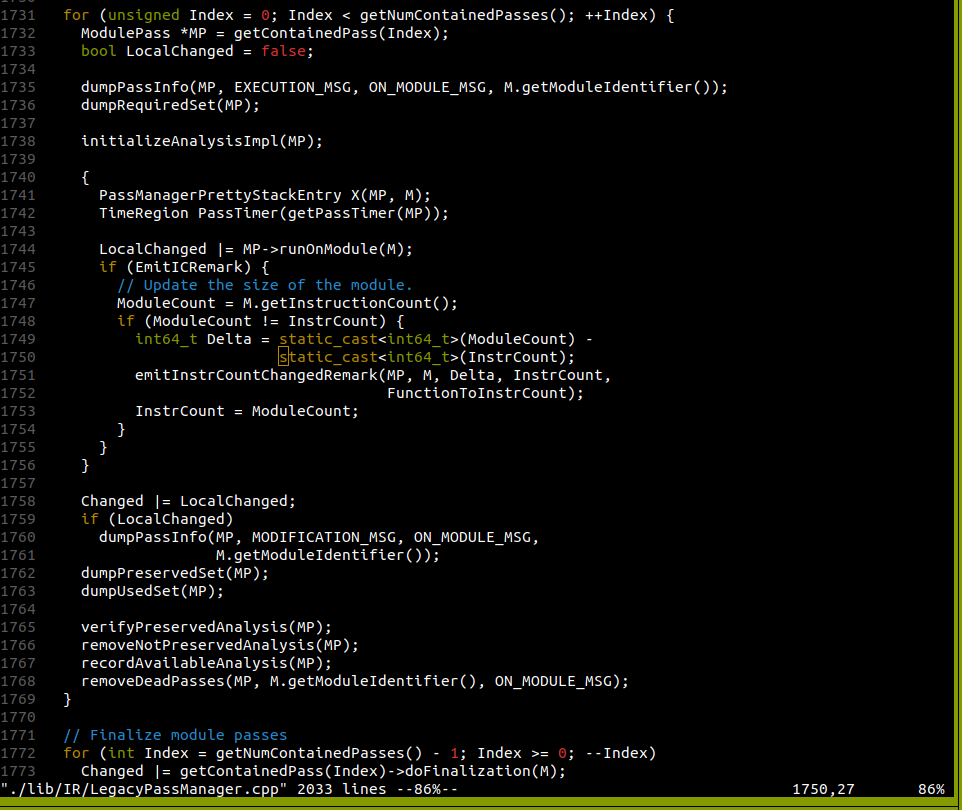 1731   for (unsigned Index = 0; Index < getNumContainedPasses(); ++Index) {
1732     ModulePass *MP = getContainedPass(Index);
1733     bool LocalChanged = false;
1734
1735     dumpPassInfo(MP, EXECUTION_MSG, ON_MODULE_MSG, M.getModuleIdentifier());
1736     dumpRequiredSet(MP);
1737
1738     initializeAnalysisImpl(MP);
1739
1740     {
1741       PassManagerPrettyStackEntry X(MP, M);
1742       TimeRegion PassTimer(getPassTimer(MP));
1743
1744       LocalChanged |= MP->runOnModule(M);
1745       if (EmitICRemark) {
1746         // Update the size of the module.
1747         ModuleCount = M.getInstructionCount();
1748         if (ModuleCount != InstrCount) {
1749           int64_t Delta = static_cast<int64_t>(ModuleCount) -
1750                           static_cast<int64_t>(InstrCount);
1751           emitInstrCountChangedRemark(MP, M, Delta, InstrCount,
1752                                       FunctionToInstrCount);
1753           InstrCount = ModuleCount;
1754         }
1755       }
1756     }
1757
1758     Changed |= LocalChanged;
1759     if (LocalChanged)
1760       dumpPassInfo(MP, MODIFICATION_MSG, ON_MODULE_MSG,
1761                    M.getModuleIdentifier());
1762     dumpPreservedSet(MP);
1763     dumpUsedSet(MP);
1764
1765     verifyPreservedAnalysis(MP);
1766     removeNotPreservedAnalysis(MP);
1767     recordAvailableAnalysis(MP);
1768     removeDeadPasses(MP, M.getModuleIdentifier(), ON_MODULE_MSG);
1769   }
1770
1771   // Finalize module passes
1772   for (int Index = getNumContainedPasses() - 1; Index >= 0; --Index)
1773     Changed |= getContainedPass(Index)->doFinalization(M);
"./lib/IR/LegacyPassManager.cpp" 2033 lines --86%-- 1750,27 86%